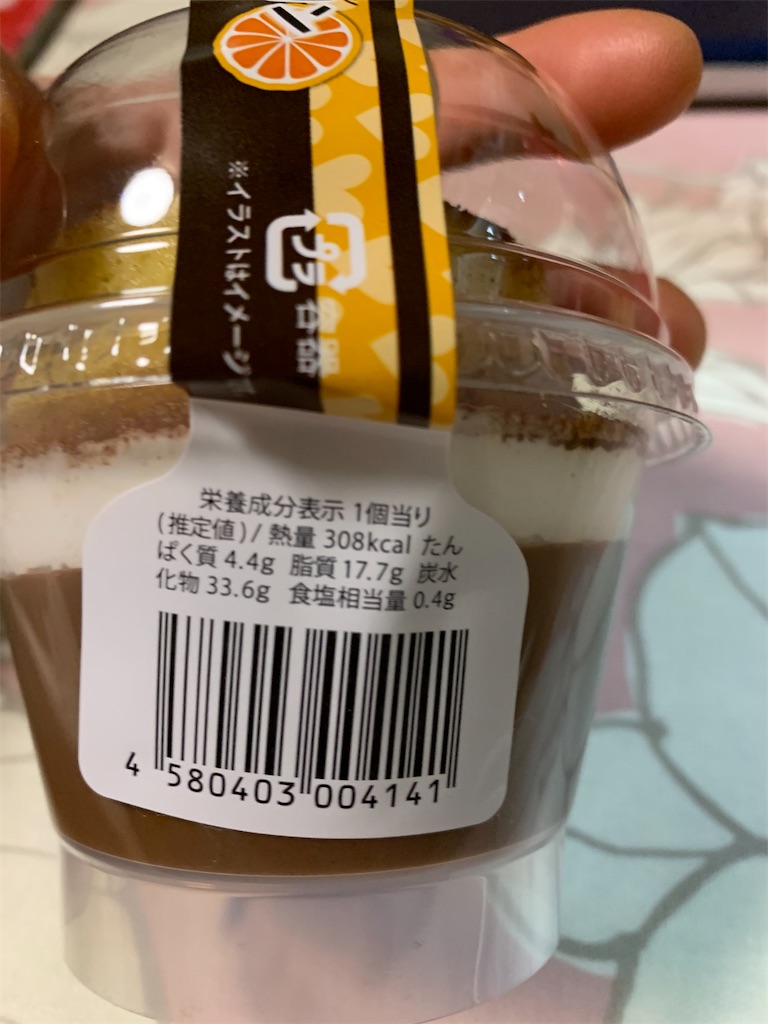 ※イラストはイメージ
プラ
容器
栄養成分表示 1個当り
(推定値)/ 熱量 308kcal たん
ぱく質 4.4g 脂質 17.7g 炭水
化物 33.6g 食塩相当量 0.4g
4 580403 004141